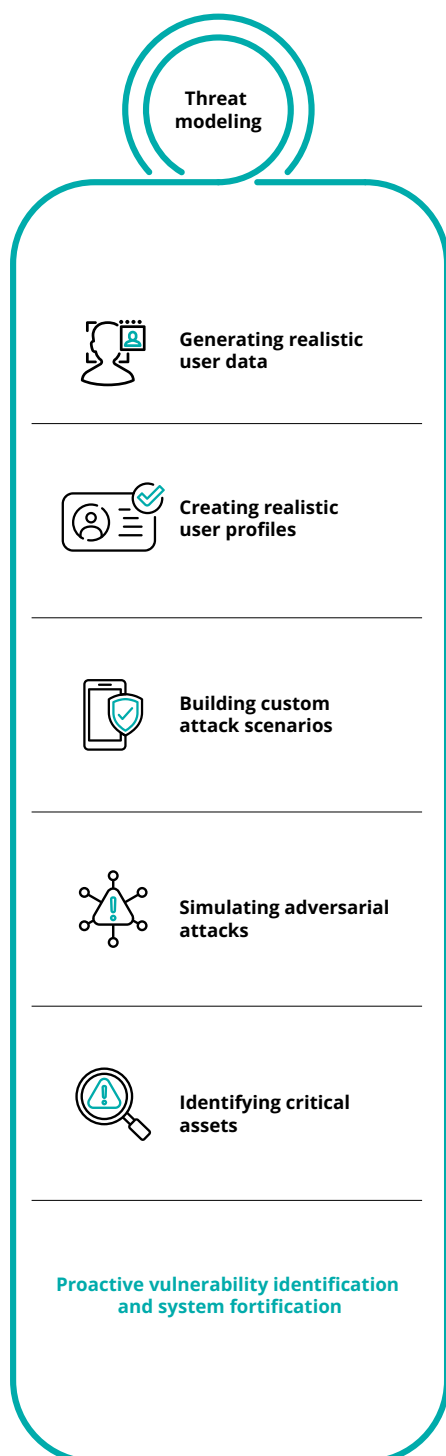 Threat
modeling
Generating realistic
user data
Creating realistic
user profiles
Building custom
attack scenarios
Simulating adversarial
attacks
Identifying critical
assets
Proactive vulnerability identification
and system fortification